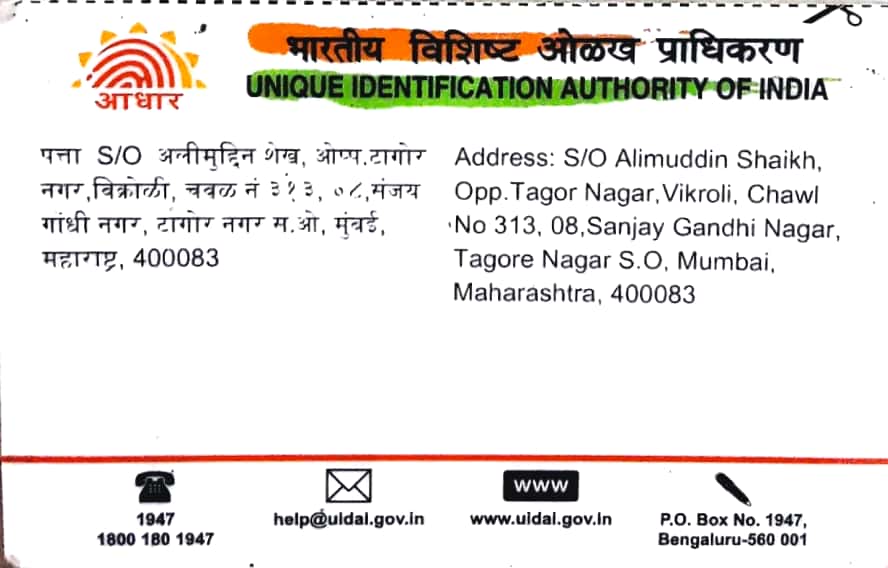 भारतीय विशिष्ट ओळख प्राधिकरण
UNIQUE IDENTIFICATION AUTHORITY OF INDIA
आधार
पत्ता S/O अलीमुद्दिन शेख, ओप्प.टागोर
नगर,विक्रोळी, चवळ नं ३१३, ०८,संजय
गांधी नगर, टागोर नगर स.ओ, मुंबई,
महाराष्ट्र, 400083
Address: S/O Alimuddin Shaikh,
Opp.Tagor Nagar,Vikroli, Chawl
No 313, 08,Sanjay Gandhi Nagar,
Tagore Nagar S.O, Mumbai,
Maharashtra, 400083
1947
1800 180 1947
help@uidai.gov.in
www
www.uidai.gov.in
P.O. Box No. 1947,
Bengaluru-560 001